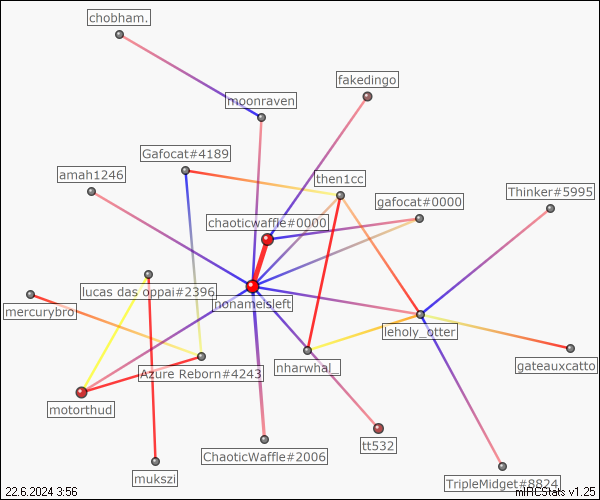 chobham.
fakedingo
moonraven
Gafocat#4189
amah1246
then1cc
Thinker#5995
gafocat#0000
chaoticwaffle#0000
lucas das oppai#2396
nonameisleft
mercurybro
leholy_otter
nharwhal_
gateauxcatto
Azure Reborn#4243
motorthud
ChaoticWaffle#2006
tt532
mukszi
TripleMidget#8824
22.6.2024 3:56
mIRCStats v1.25